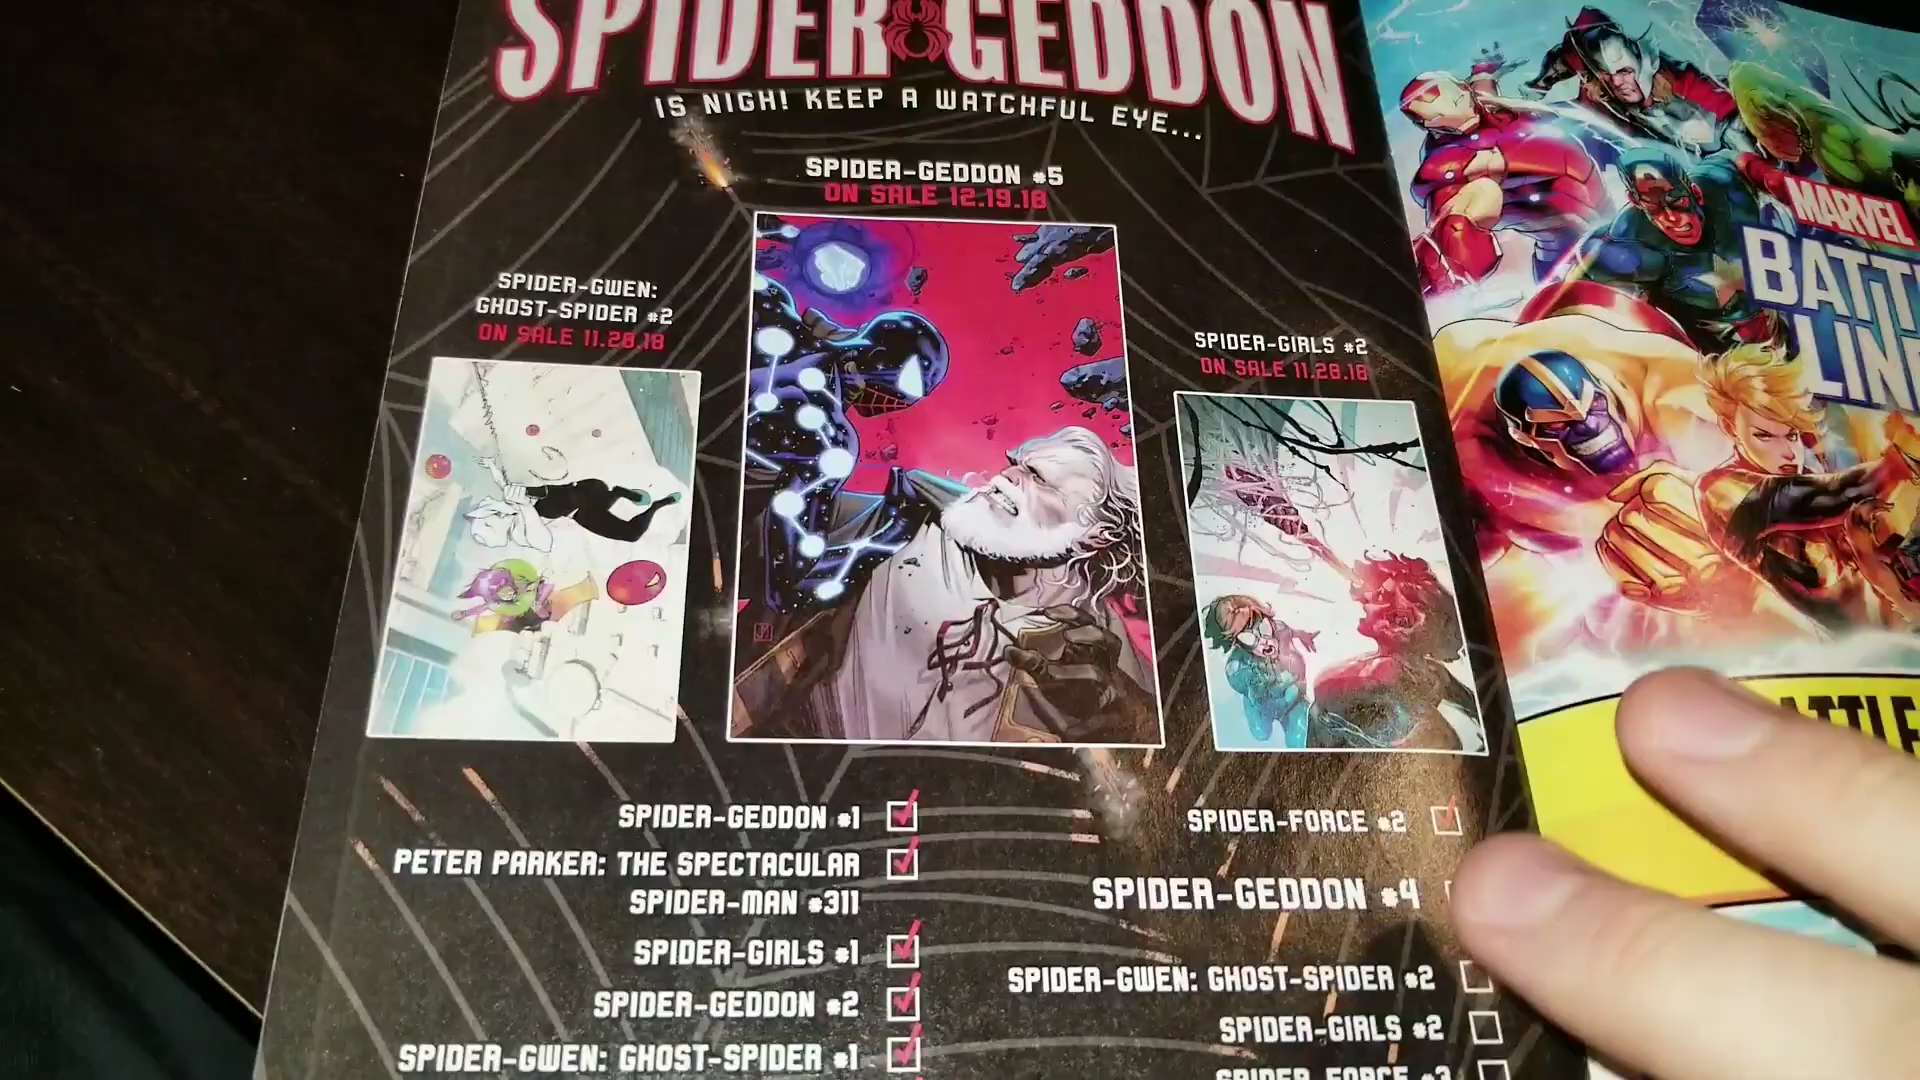 SPIDER-GEDDON
IS NIGH! KEEP A WATCHFUL EYE...
SPIDER-GEDDON #5
ON SALE 12.19.18
SPIDER-GWEN:
GHOST-SPIDER #2
ON SALE 11.28.18
SPIDER-GIRLS #2
ON SALE 11.28.18
SPIDER-GEDDON #1
PETER PARKER: THE SPECTACULAR
SPIDER-MAN #311
SPIDER-GIRLS #1
SPIDER-GEDDON #2
SPIDER-GWEN: GHOST-SPIDER #1
SPIDER-FORCE #2
SPIDER-GEDDON #4
SPIDER-GWEN: GHOST-SPIDER #2
SPIDER-GIRLS #2
SPIDER-FORCE #3
MARVEL